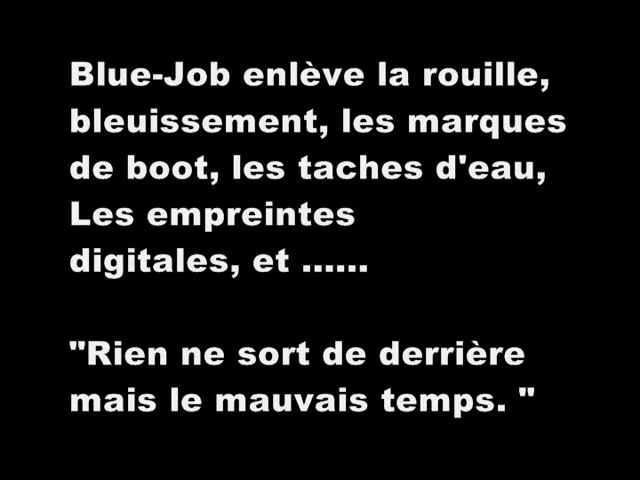 Blue-Job enlève la rouille,
bleuissement, les marques
de boot, les taches d'eau,
Les empreintes
digitales, et ......
"Rien ne sort de derrière
mais le mauvais temps. "